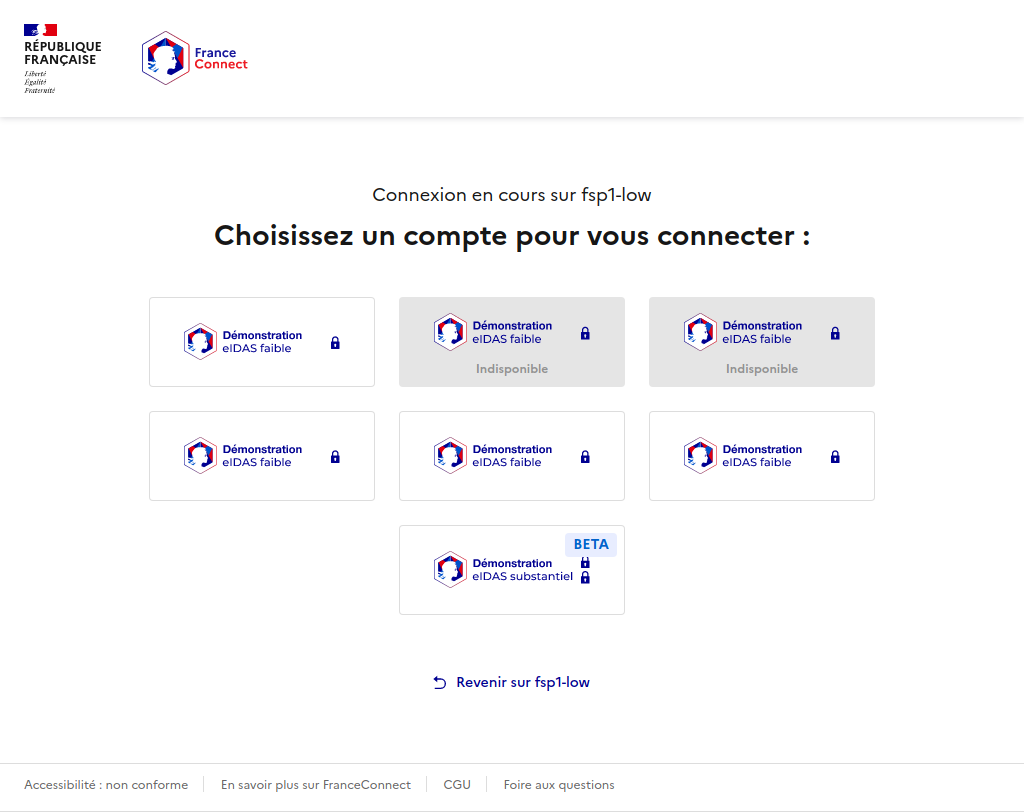 RÉPUBLIQUE
FRANÇAISE
Liberté
Égalité
Fraternité
France
Connect
Connexion en cours sur fsp1-low
Choisissez un compte pour vous connecter :
Démonstration
eIDAS faible
Démonstration
eIDAS faible
Indisponible
Démonstration
eIDAS faible
Indisponible
Démonstration
eIDAS faible
Démonstration
eIDAS faible
Démonstration
eIDAS faible
BETA
Démonstration
eIDAS substantiel
Revenir sur fsp1-low
Accessibilité : non conforme
En savoir plus sur FranceConnect
CGU
Foire aux questions